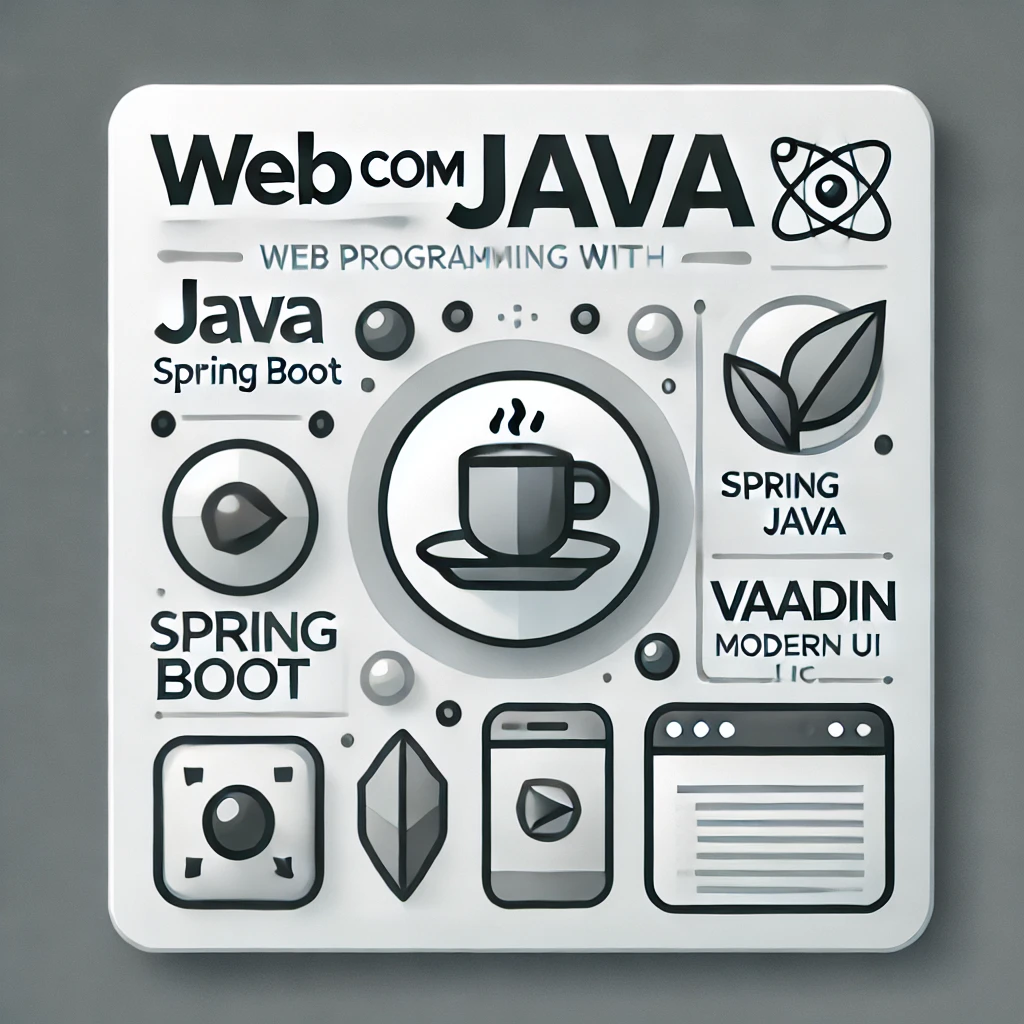 Web COM JAVA
WEB PROGRAMMING WITH
Java
Spring Boot
SPRING
BOOT
SPRING
JAVA
VAADIN
MODERN UI